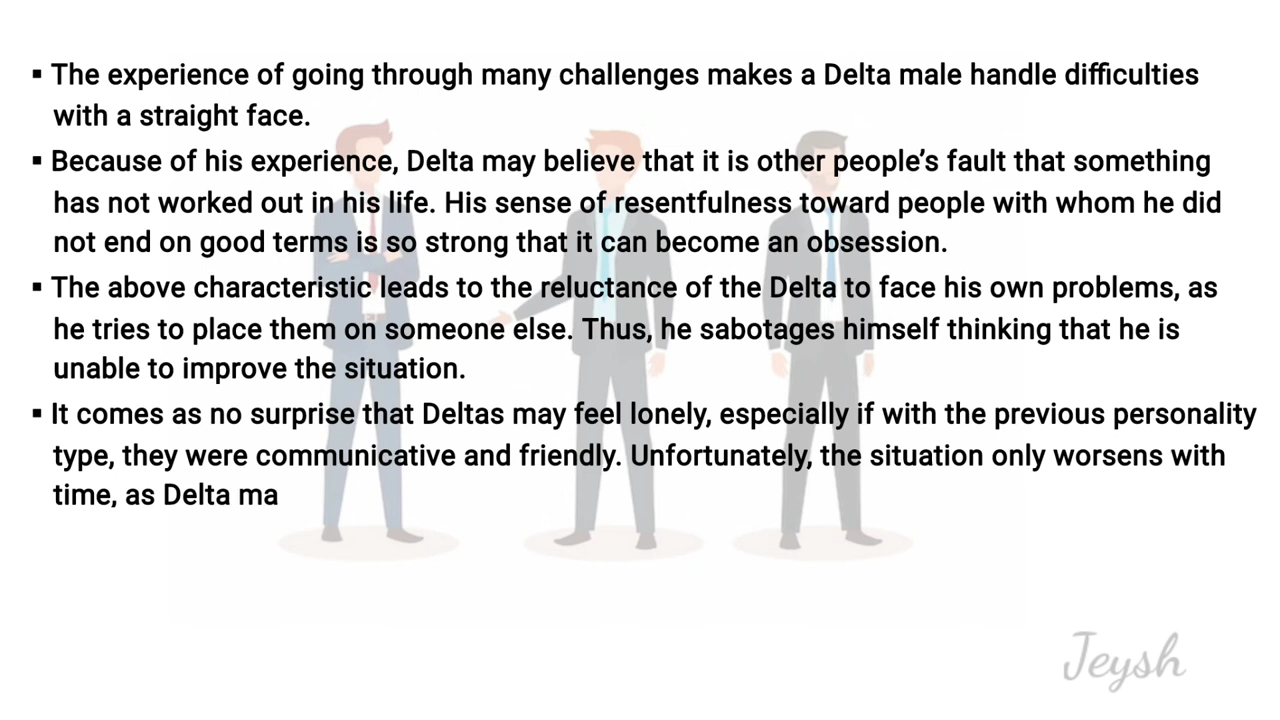 ▪ The experience of going through many challenges makes a Delta male handle difficulties
with a straight face.
▪ Because of his experience, Delta may believe that it is other people’s fault that something
has not worked out in his life. His sense of resentfulness toward people with whom he did
not end on good terms is so strong that it can become an obsession.
▪ The above characteristic leads to the reluctance of the Delta to face his own problems, as
he tries to place them on someone else. Thus, he sabotages himself thinking that he is
unable to improve the situation.
▪ It comes as no surprise that Deltas may feel lonely, especially if with the previous personality
type, they were communicative and friendly. Unfortunately, the situation only worsens with
time, as Delta ma
Jeysh